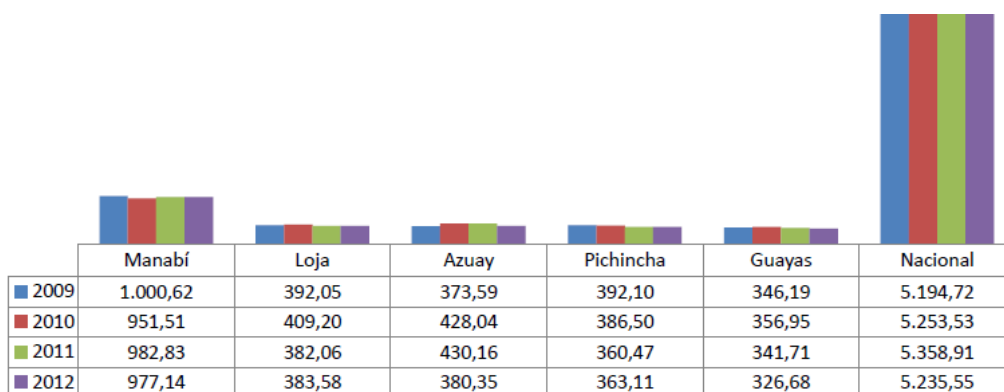 Manabí Loja Azuay Pichincha Guayas Nacional
2009 1.000,62 392,05 373,59 392,10 346,19 5.194,72
2010 951,51 409,20 428,04 386,50 356,95 5.253,53
2011 982,83 382,06 430,16 360,47 341,71 5.358,91
2012 977,14 383,58 380,35 363,11 326,68 5.235,55